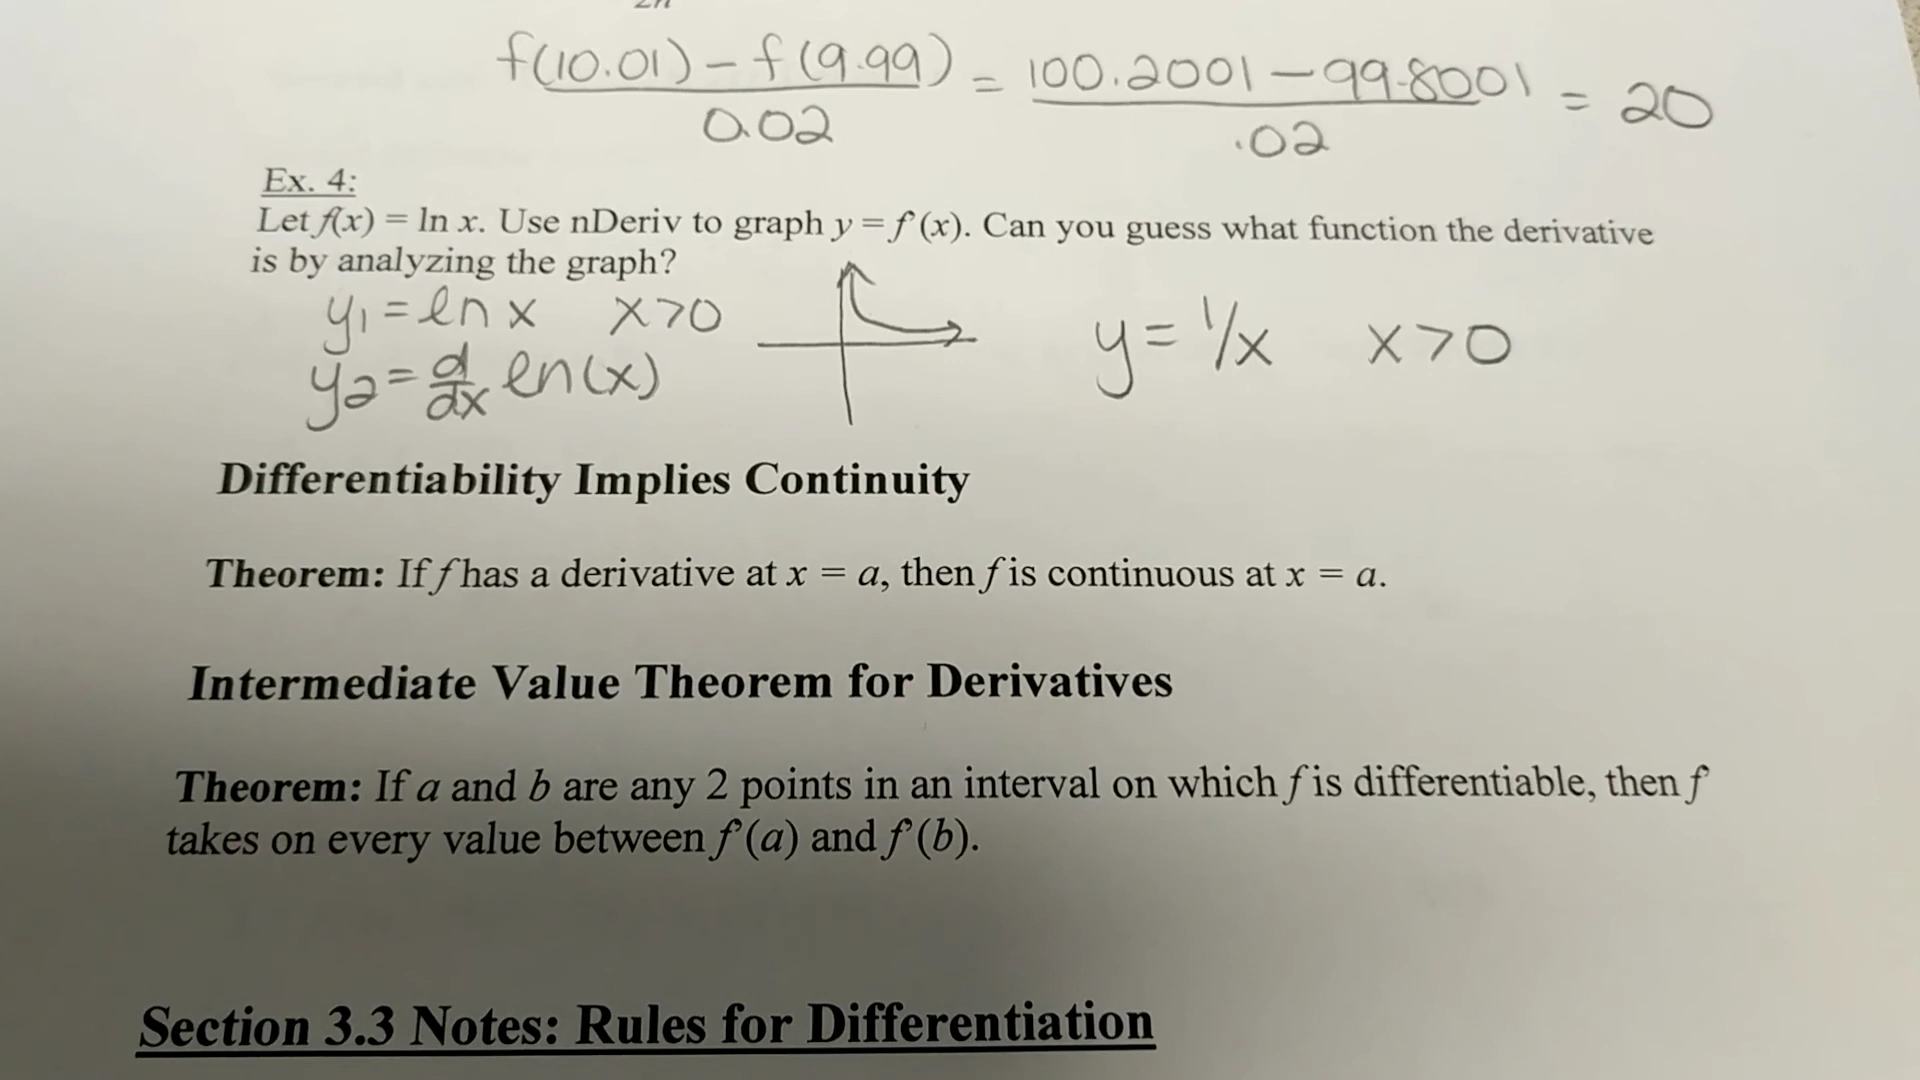 f(10.01) - f(9.99) / 0.02 = 100.2001 - 99.8001 / .02 = 20
Ex. 4:
Let f(x) = ln x. Use nDeriv to graph y = f'(x). Can you guess what function the derivative
is by analyzing the graph?
y₁ = ln x   x>0
y₂ = d/dx ln(x)
y = 1/x   x>0
Differentiability Implies Continuity
Theorem: If f has a derivative at x = a, then f is continuous at x = a.
Intermediate Value Theorem for Derivatives
Theorem: If a and b are any 2 points in an interval on which f is differentiable, then f'
takes on every value between f'(a) and f'(b).
Section 3.3 Notes: Rules for Differentiation